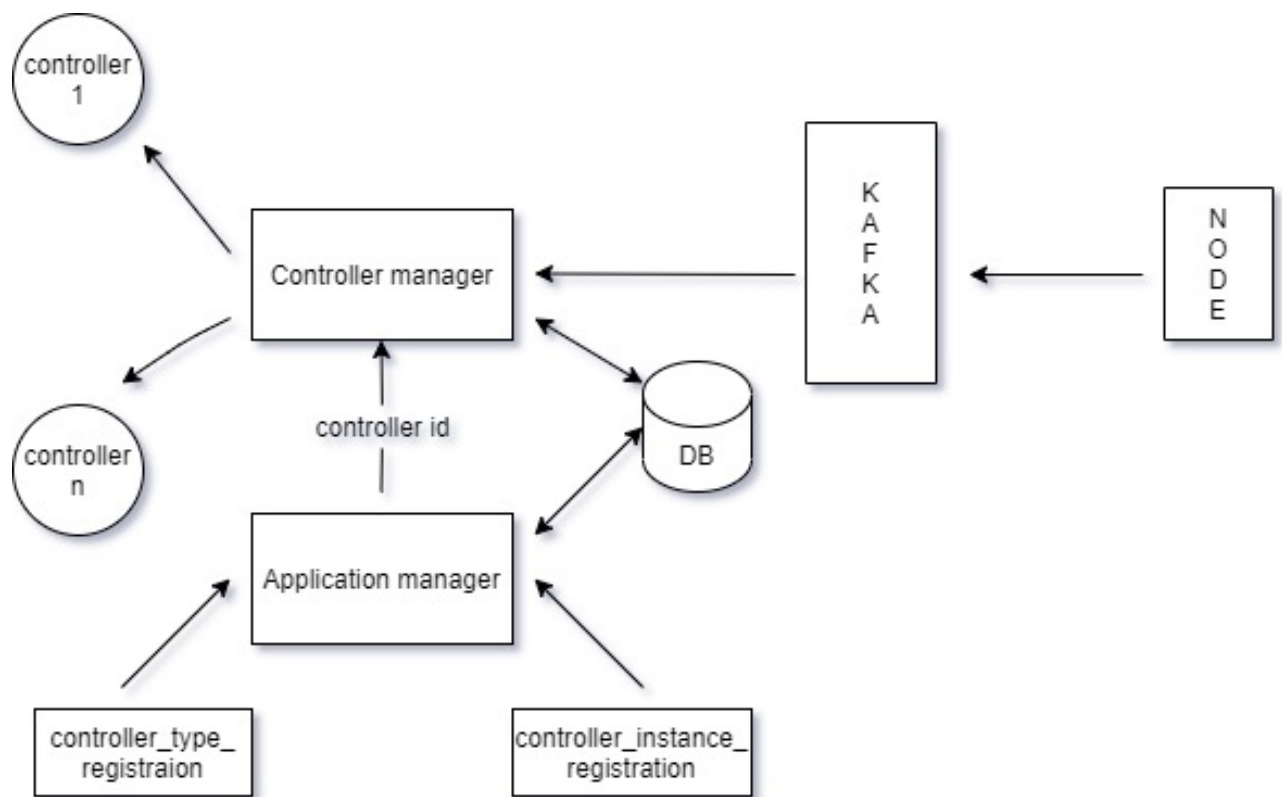 controller
1
K
A
F
K
A
N
O
D
E
Controller manager
controller id
DB
controller
n
Application manager
controller_type_
registraion
controller_instance_
registration